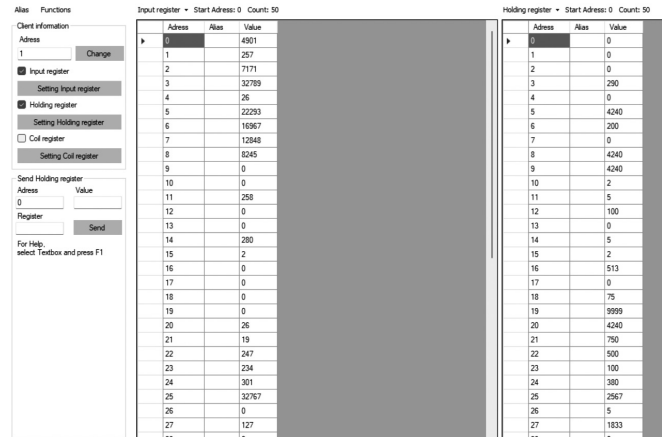 Alias Functions
Client information
Adress
1 Change
Input register
Setting Input register
Holding register
Setting Holding register
Coil register
Setting Coil register
Send Holding register
Adress Value
0
Register
Send
For Help,
select Textbox and press F1
Input register Start Adress: 0 Count: 50
Adress Alias Value
0 4901
1 257
2 7171
3 32789
4 26
5 22293
6 16967
7 12848
8 8245
9 0
10 0
11 258
12 0
13 0
14 280
15 2
16 0
17 0
18 0
19 0
20 26
21 19
22 247
23 234
24 301
25 32767
26 0
27 127
Holding register Start Adress: 0 Count: 50
Adress Alias Value
0 0
1 0
2 0
3 290
4 0
5 4240
6 200
7 0
8 4240
9 4240
10 2
11 5
12 100
13 0
14 5
15 2
16 513
17 0
18 75
19 9999
20 4240
21 750
22 500
23 100
24 380
25 2567
26 5
27 1833